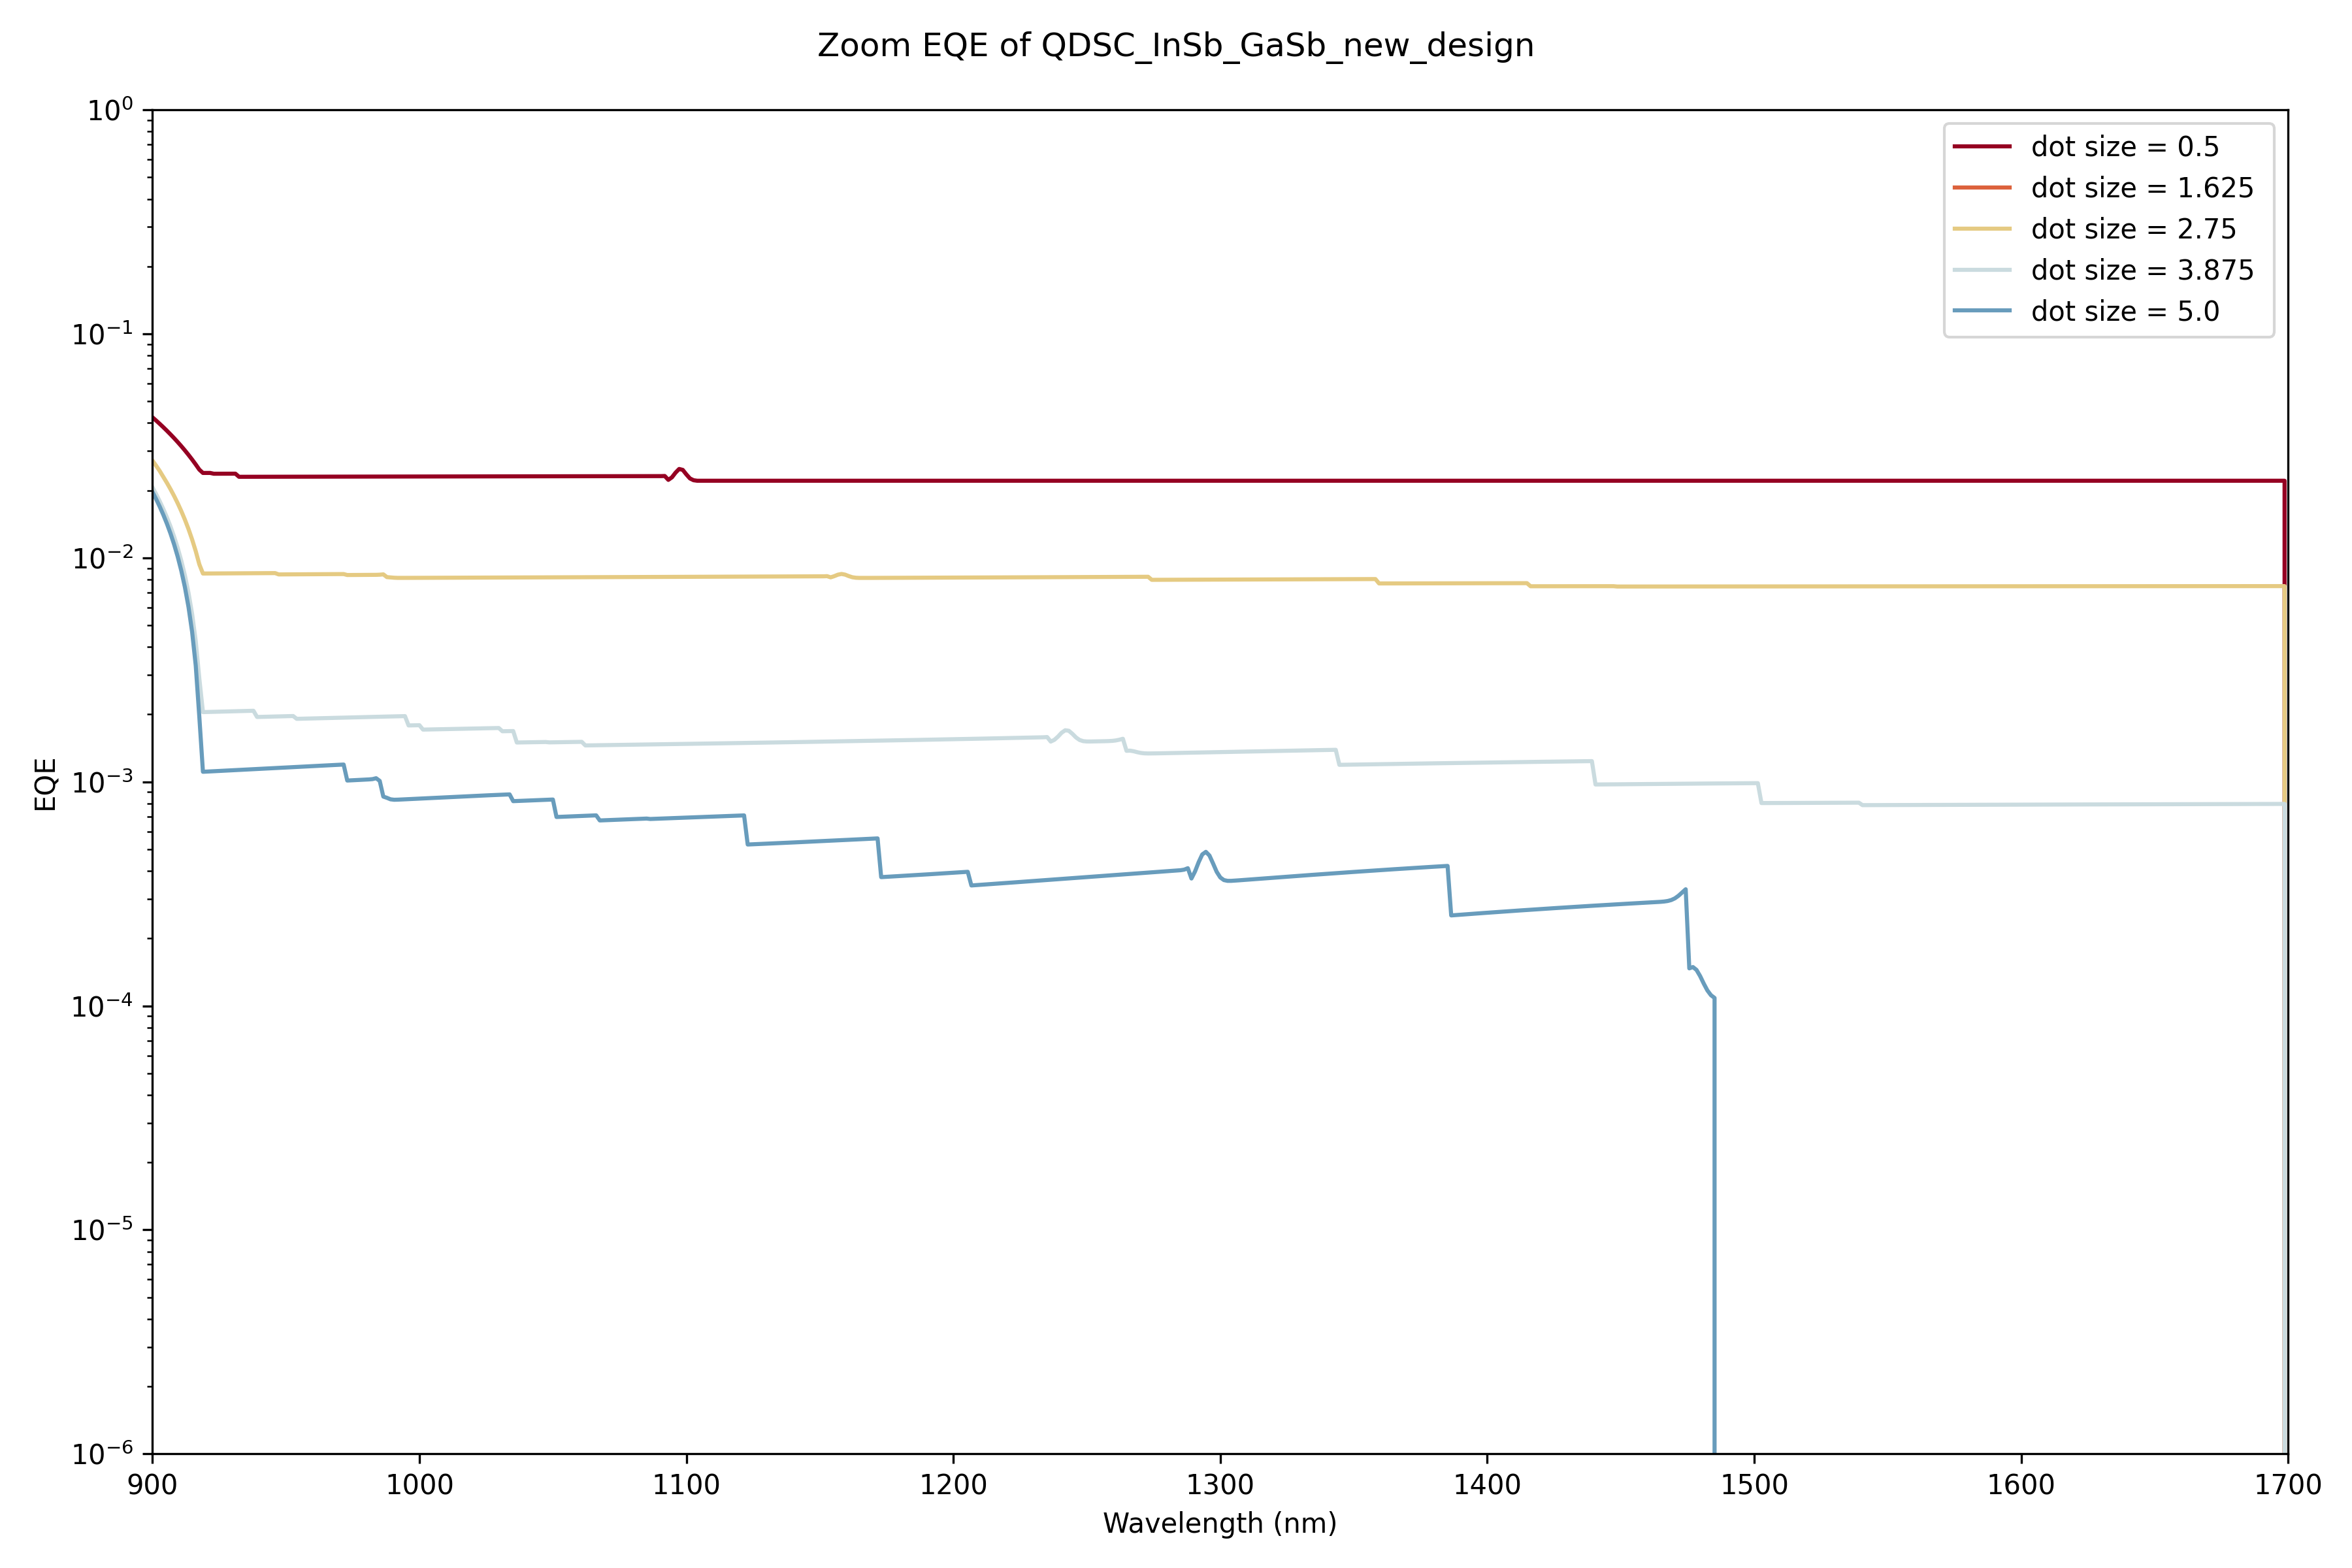 Zoom EQE of QDSC_InSb_GaSb_new_design
10⁰
10⁻¹
10⁻²
10⁻³
10⁻⁴
10⁻⁵
10⁻⁶
EQE
dot size = 0.5
dot size = 1.625
dot size = 2.75
dot size = 3.875
dot size = 5.0
900 1000 1100 1200 1300 1400 1500 1600 1700
Wavelength (nm)